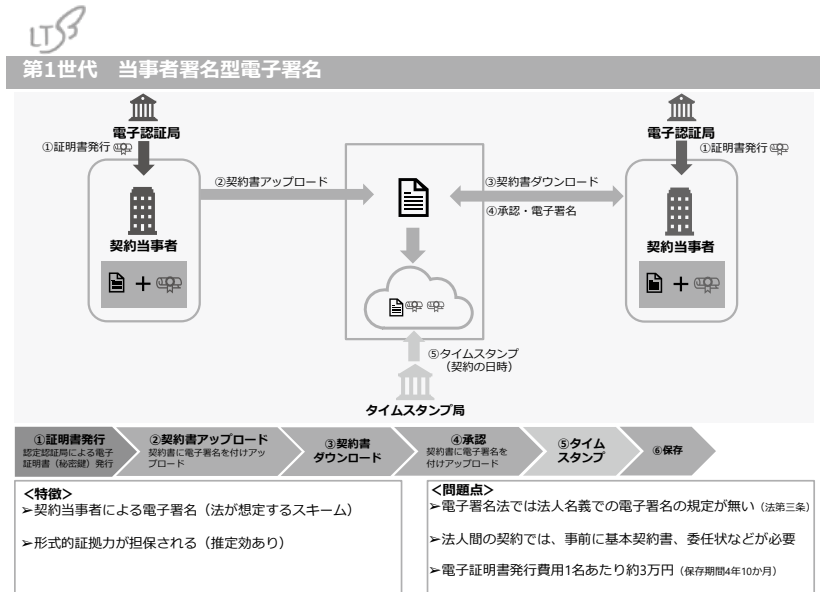 LTS
第1世代　当事者署名型電子署名
電子認証局
①証明書発行
電子認証局
①証明書発行
②契約書アップロード
③契約書ダウンロード
④承認・電子署名
契約当事者
契約当事者
＋
＋
⑤タイムスタンプ
（契約の日時）
タイムスタンプ局
①証明書発行
認定認証局による電子
証明書（秘密鍵）発行
②契約書アップロード
契約書に電子署名を付けアッ
プロード
③契約書
ダウンロード
④承認
契約書に電子署名を
付けアップロード
⑤タイム
スタンプ
⑥保存
＜特徴＞
➢契約当事者による電子署名（法が想定するスキーム）
➢形式的証拠力が担保される（推定効あり）
＜問題点＞
➢電子署名法では法人名義での電子署名の規定が無い（法第三条）
➢法人間の契約では、事前に基本契約書、委任状などが必要
➢電子証明書発行費用1名あたり約3万円（保存期間4年10か月）